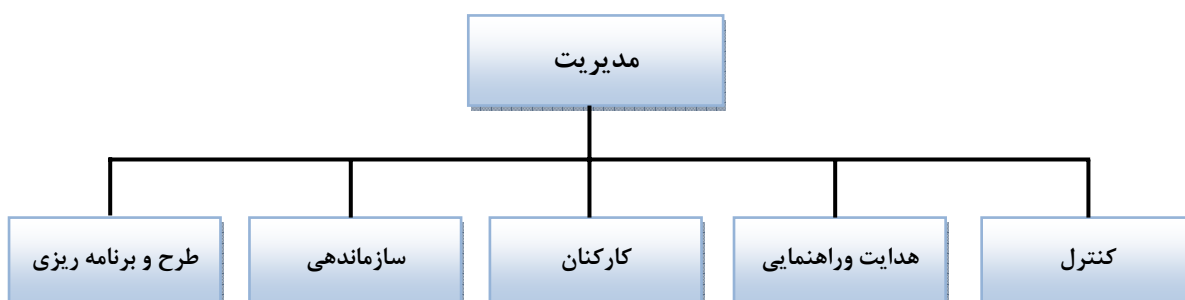 مدیریت
کنترل
هدایت وراهنمایی
کارکنان
سازماندهی
طرح و برنامه ریزی